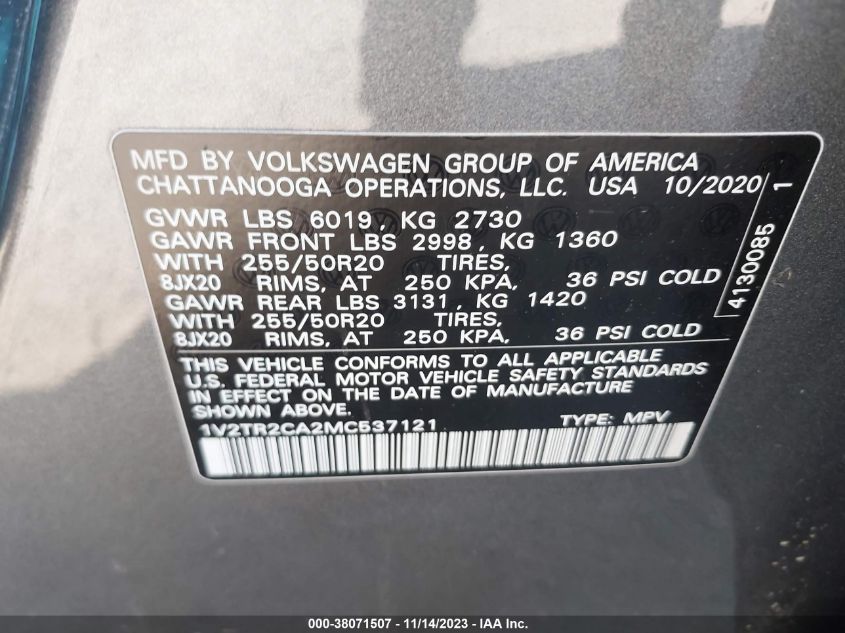 MFD BY VOLKSWAGEN GROUP OF AMERICA
CHATTANOOGA OPERATIONS, LLC. USA 10/2020
GVWR LBS 6019, KG 2730
GAWR FRONT LBS 2998, KG 1360
WITH 255/50R20 TIRES,
8JX20 RIMS, AT 250 KPA, 36 PSI COLD
GAWR REAR LBS 3131, KG 1420
WITH 255/50R20 TIRES,
8JX20 RIMS, AT 250 KPA, 36 PSI COLD
THIS VEHICLE CONFORMS TO ALL APPLICABLE
U.S. FEDERAL MOTOR VEHICLE SAFETY STANDARDS
IN EFFECT ON THE DATE OF MANUFACTURE
SHOWN ABOVE.
1V2TR2CA2MC537121 TYPE: MPV
4130085 1
000-38071507 - 11/14/2023 - IAA Inc.